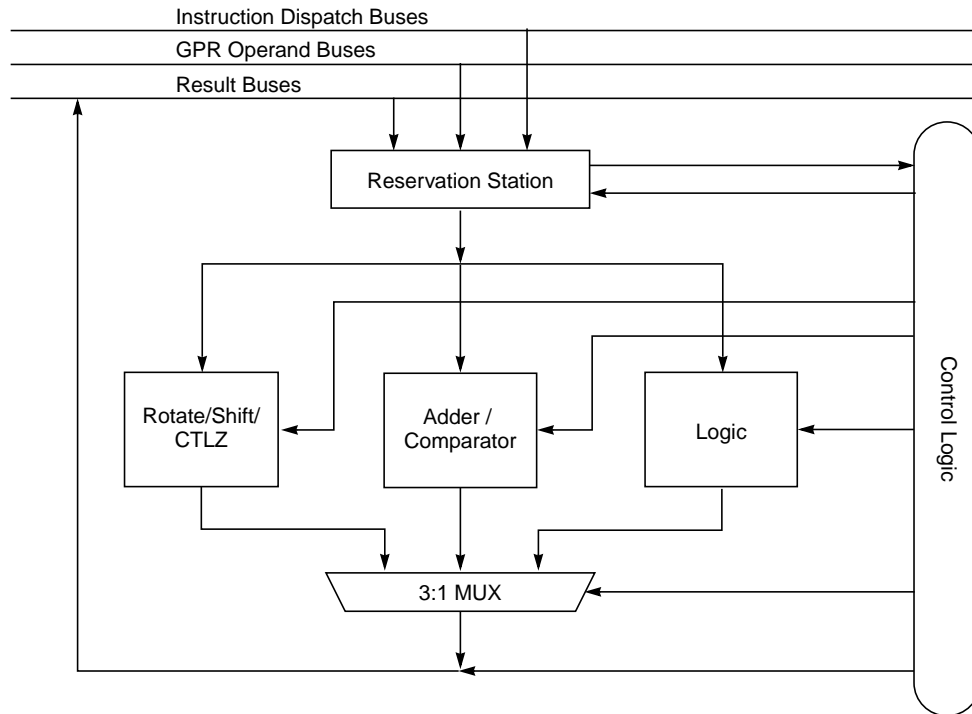 Instruction Dispatch Buses
GPR Operand Buses
Result Buses
Reservation Station
Rotate/Shift/
CTLZ
Adder /
Comparator
Logic
Control Logic
3:1 MUX